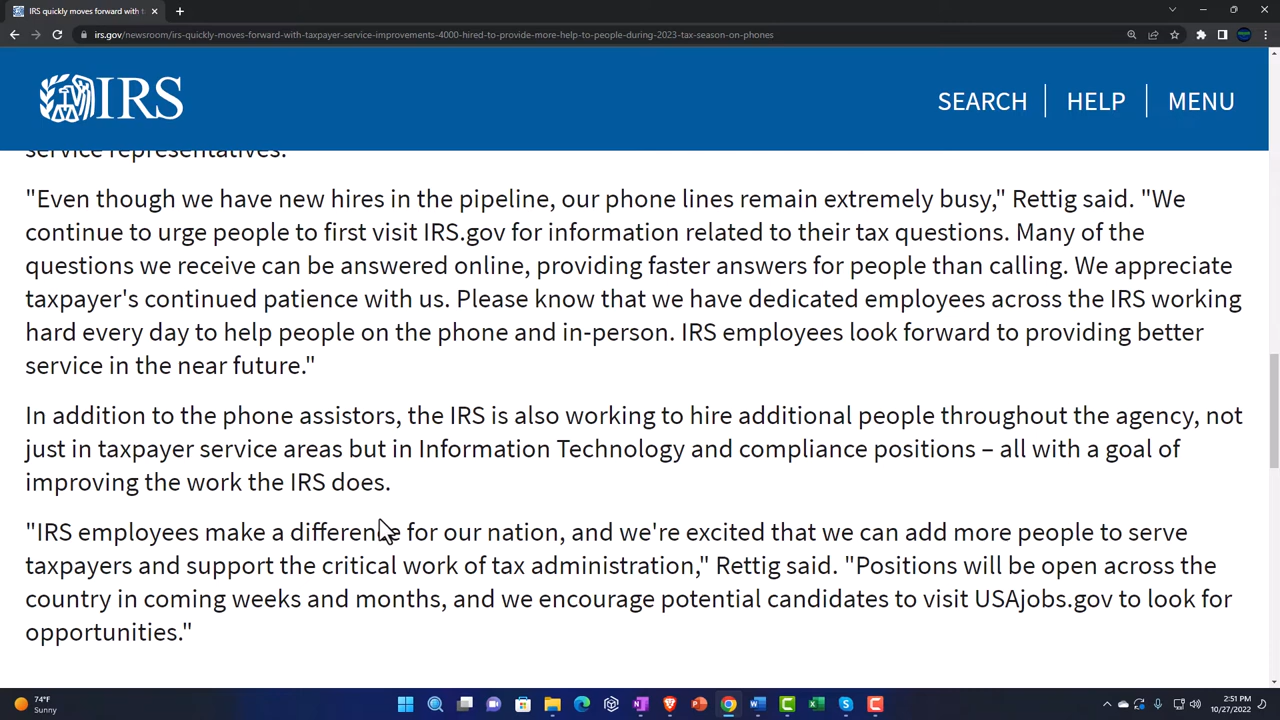 IRS quickly moves forward with t
irs.gov/newsroom/irs-quickly-moves-forward-with-taxpayer-service-improvements-4000-hired-to-provide-more-help-to-people-during-2023-tax-season-on-phones
IRS
SEARCH HELP MENU
service representatives.
"Even though we have new hires in the pipeline, our phone lines remain extremely busy," Rettig said. "We
continue to urge people to first visit IRS.gov for information related to their tax questions. Many of the
questions we receive can be answered online, providing faster answers for people than calling. We appreciate
taxpayer's continued patience with us. Please know that we have dedicated employees across the IRS working
hard every day to help people on the phone and in-person. IRS employees look forward to providing better
service in the near future."
In addition to the phone assistors, the IRS is also working to hire additional people throughout the agency, not
just in taxpayer service areas but in Information Technology and compliance positions – all with a goal of
improving the work the IRS does.
"IRS employees make a difference for our nation, and we're excited that we can add more people to serve
taxpayers and support the critical work of tax administration," Rettig said. "Positions will be open across the
country in coming weeks and months, and we encourage potential candidates to visit USAjobs.gov to look for
opportunities."
74°F
Sunny
2:51 PM
10/27/2022